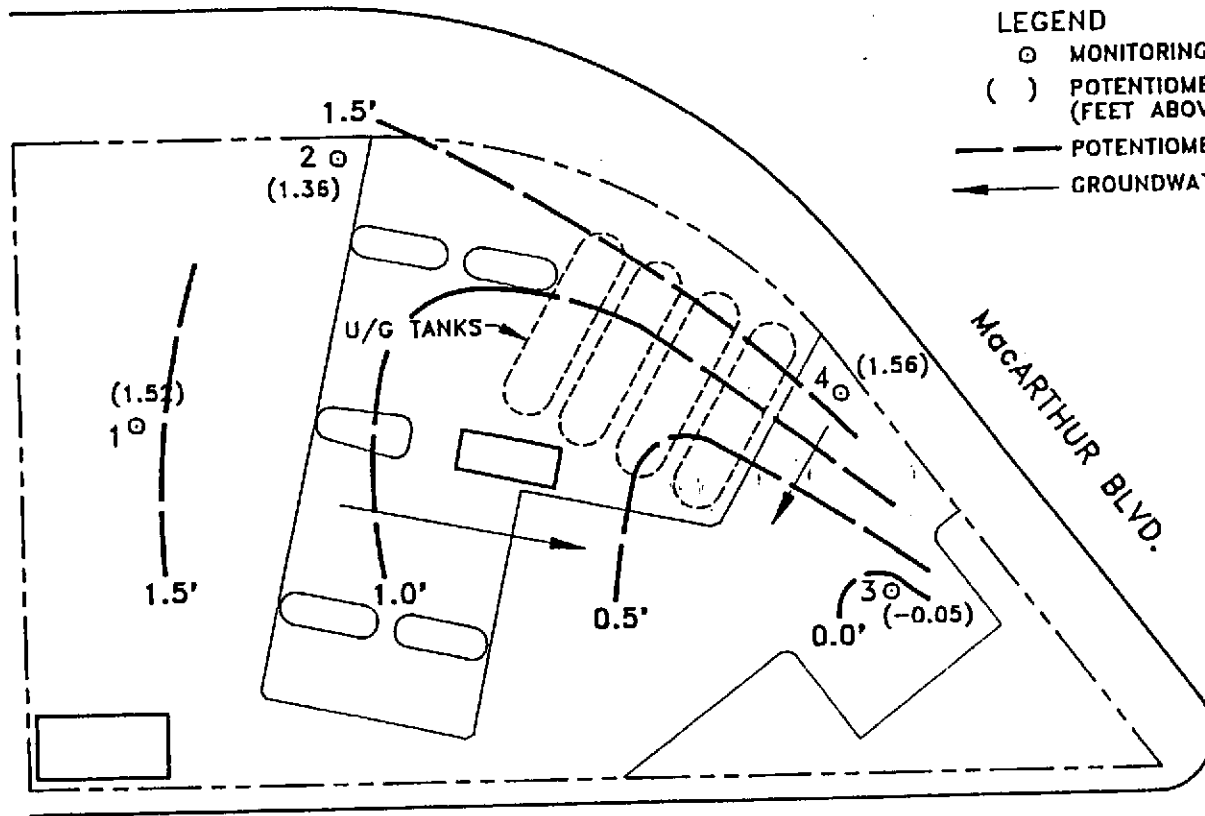 LEGEND
⊙ MONITORING
( ) POTENTIOME
(FEET ABOV
POTENTIOME
GROUNDWAT
1.5'
2
(1.36)
U/G TANKS
MacARTHUR BLVD.
(1.52)
1
4
(1.56)
1.5'
1.0'
0.5'
0.0'
3
(-0.05)